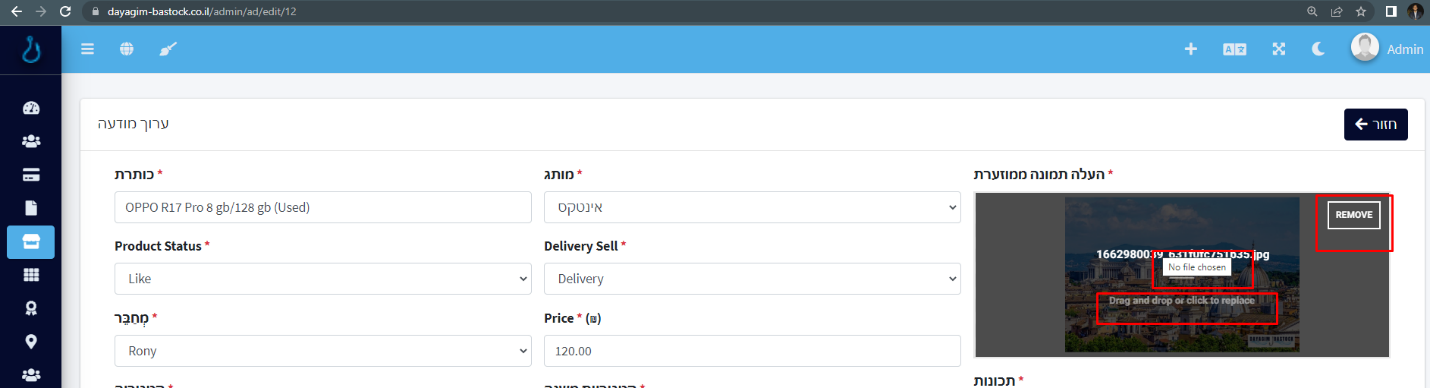 dayagim-bastock.co.il/admin/ad/edit/12
Admin
ערוך מודעה
חזור
כותרת *
OPPO R17 Pro 8 gb/128 gb (Used)
מותג *
אינטקס
העלה תמונה ממוזערת *
REMOVE
No file chosen
Drag and drop or click to replace
Product Status *
Like
Delivery Sell *
Delivery
מְחַבֵּר *
Rony
Price * (₪)
120.00
תכונות *